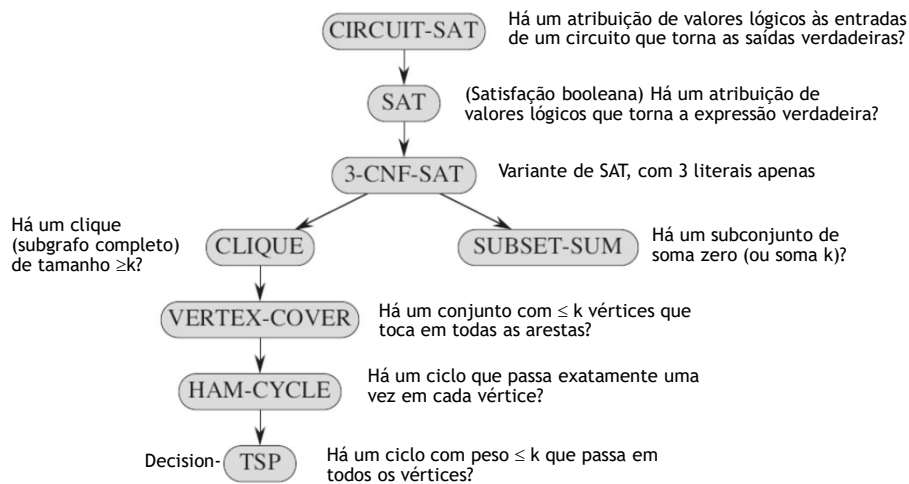 CIRCUIT-SAT
Há um atribuição de valores lógicos às entradas
de um circuito que torna as saídas verdadeiras?
SAT
(Satisfação booleana) Há um atribuição de
valores lógicos que torna a expressão verdadeira?
3-CNF-SAT
Variante de SAT, com 3 literais apenas
Há um clique
(subgrafo completo)
de tamanho ≥k?
CLIQUE
SUBSET-SUM
Há um subconjunto de
soma zero (ou soma k)?
VERTEX-COVER
Há um conjunto com ≤ k vértices que
toca em todas as arestas?
HAM-CYCLE
Há um ciclo que passa exatamente uma
vez em cada vértice?
Decision- TSP
Há um ciclo com peso ≤ k que passa em
todos os vértices?